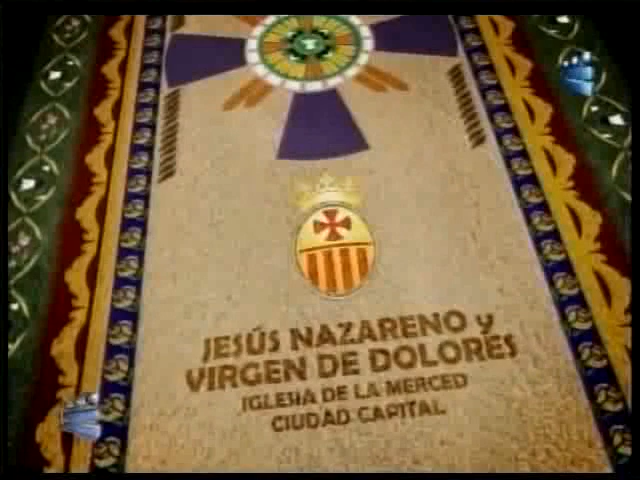 JESÚS NAZARENO y
VIRGEN DE DOLORES
IGLESIA DE LA MERCED
CIUDAD CAPITAL